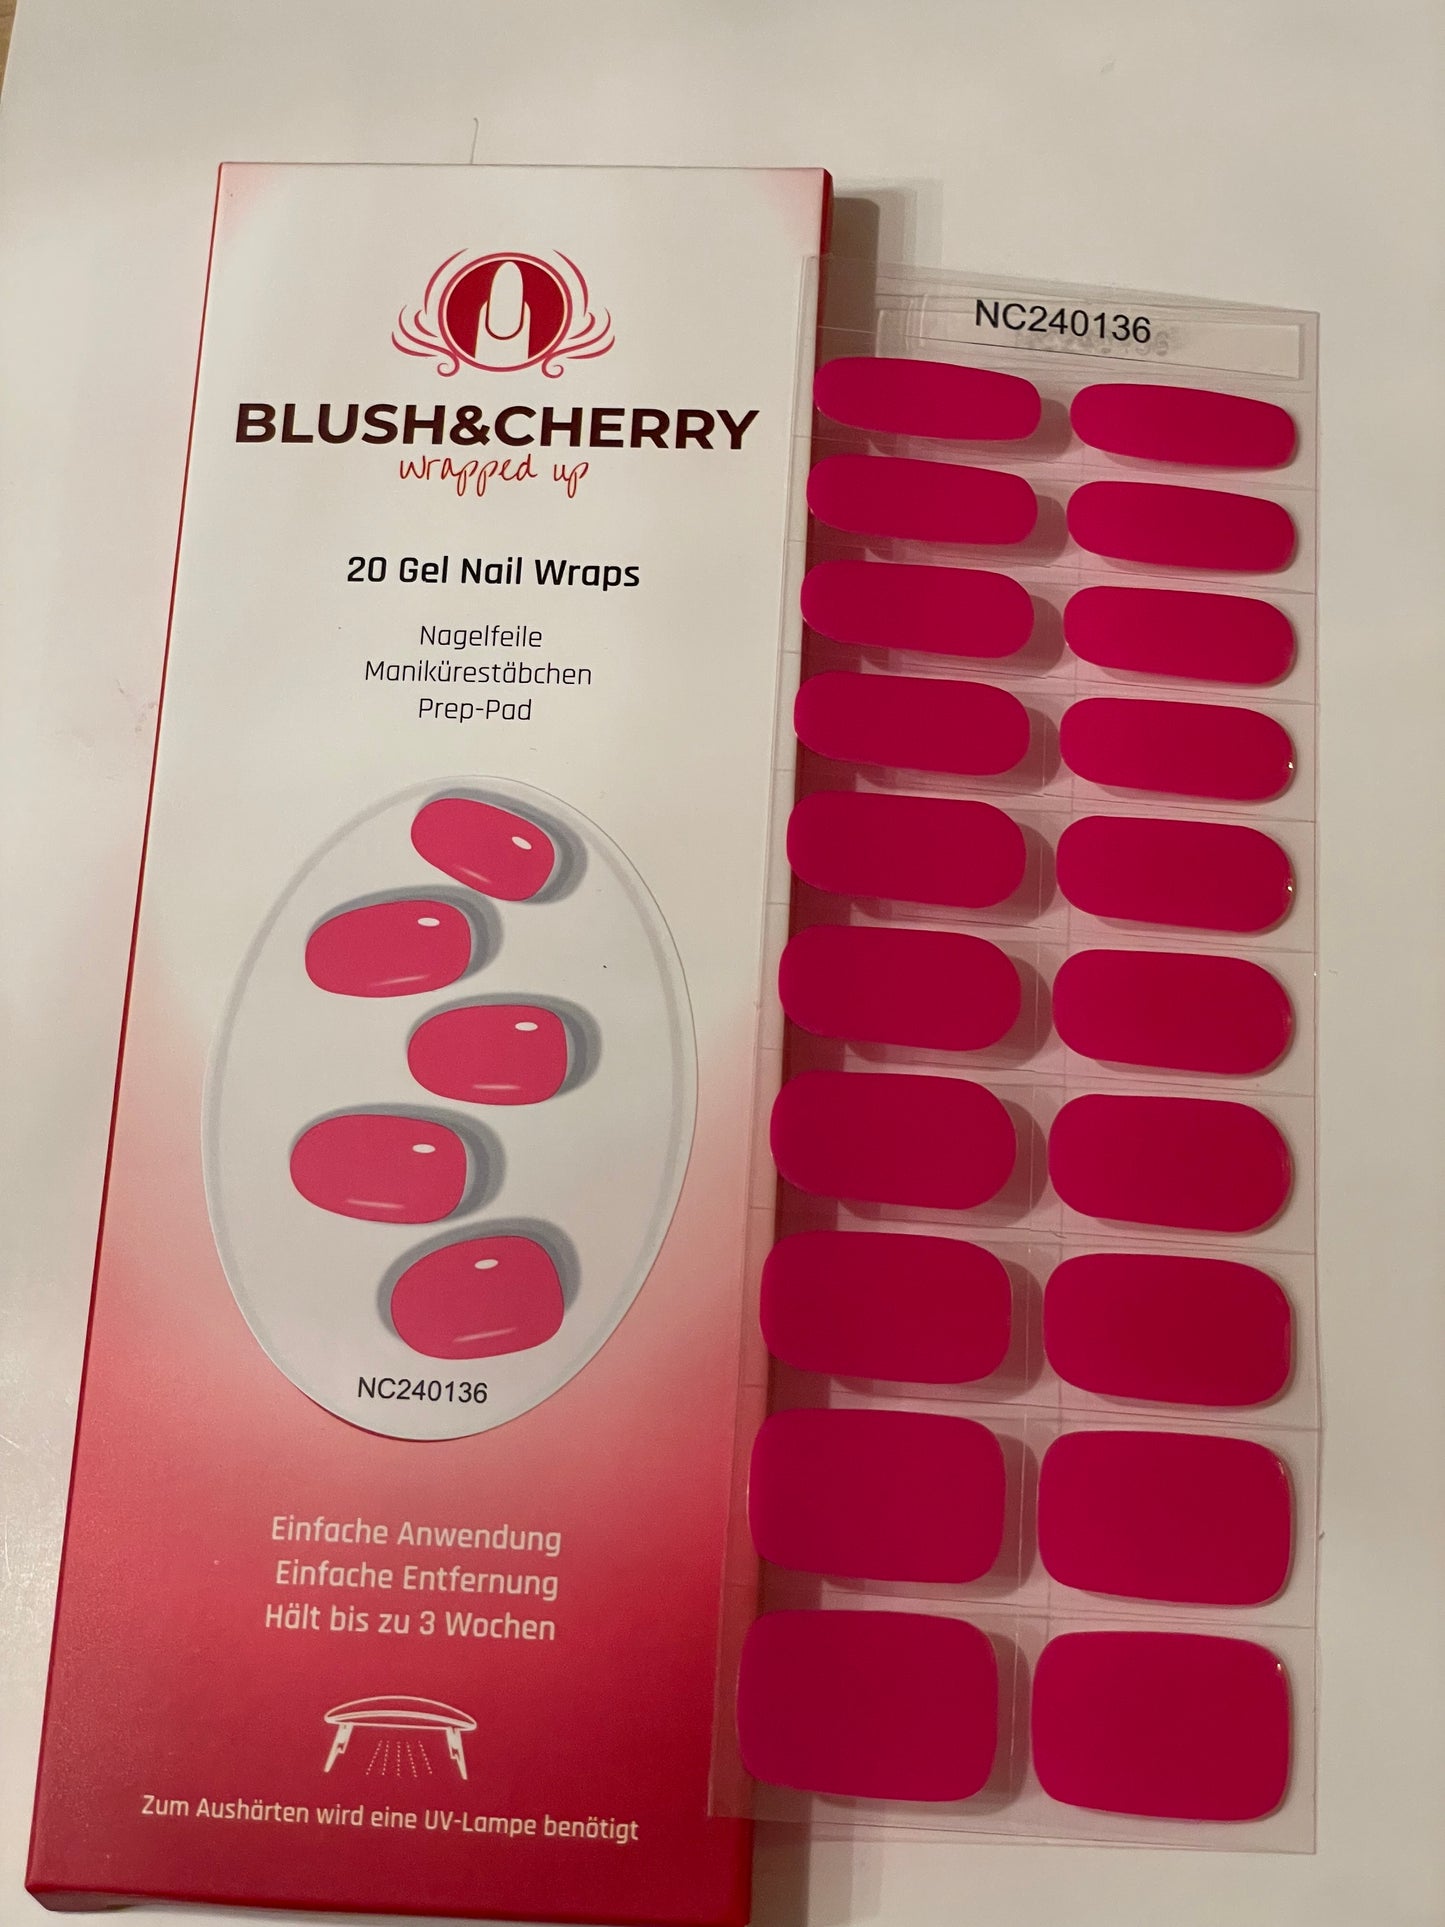 BLUSH&CHERRY
wrapped up
20 Gel Nail Wraps
Nagelfeile
Manikürestäbchen
Prep-Pad
NC240136
Einfache Anwendung
Einfache Entfernung
Hält bis zu 3 Wochen
Zum Aushärten wird eine UV-Lampe benötigt
NC240136